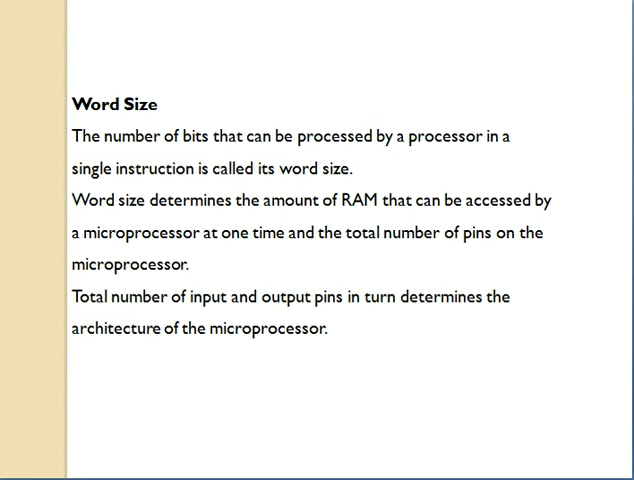 Word Size
The number of bits that can be processed by a processor in a
single instruction is called its word size.
Word size determines the amount of RAM that can be accessed by
a microprocessor at one time and the total number of pins on the
microprocessor.
Total number of input and output pins in turn determines the
architecture of the microprocessor.